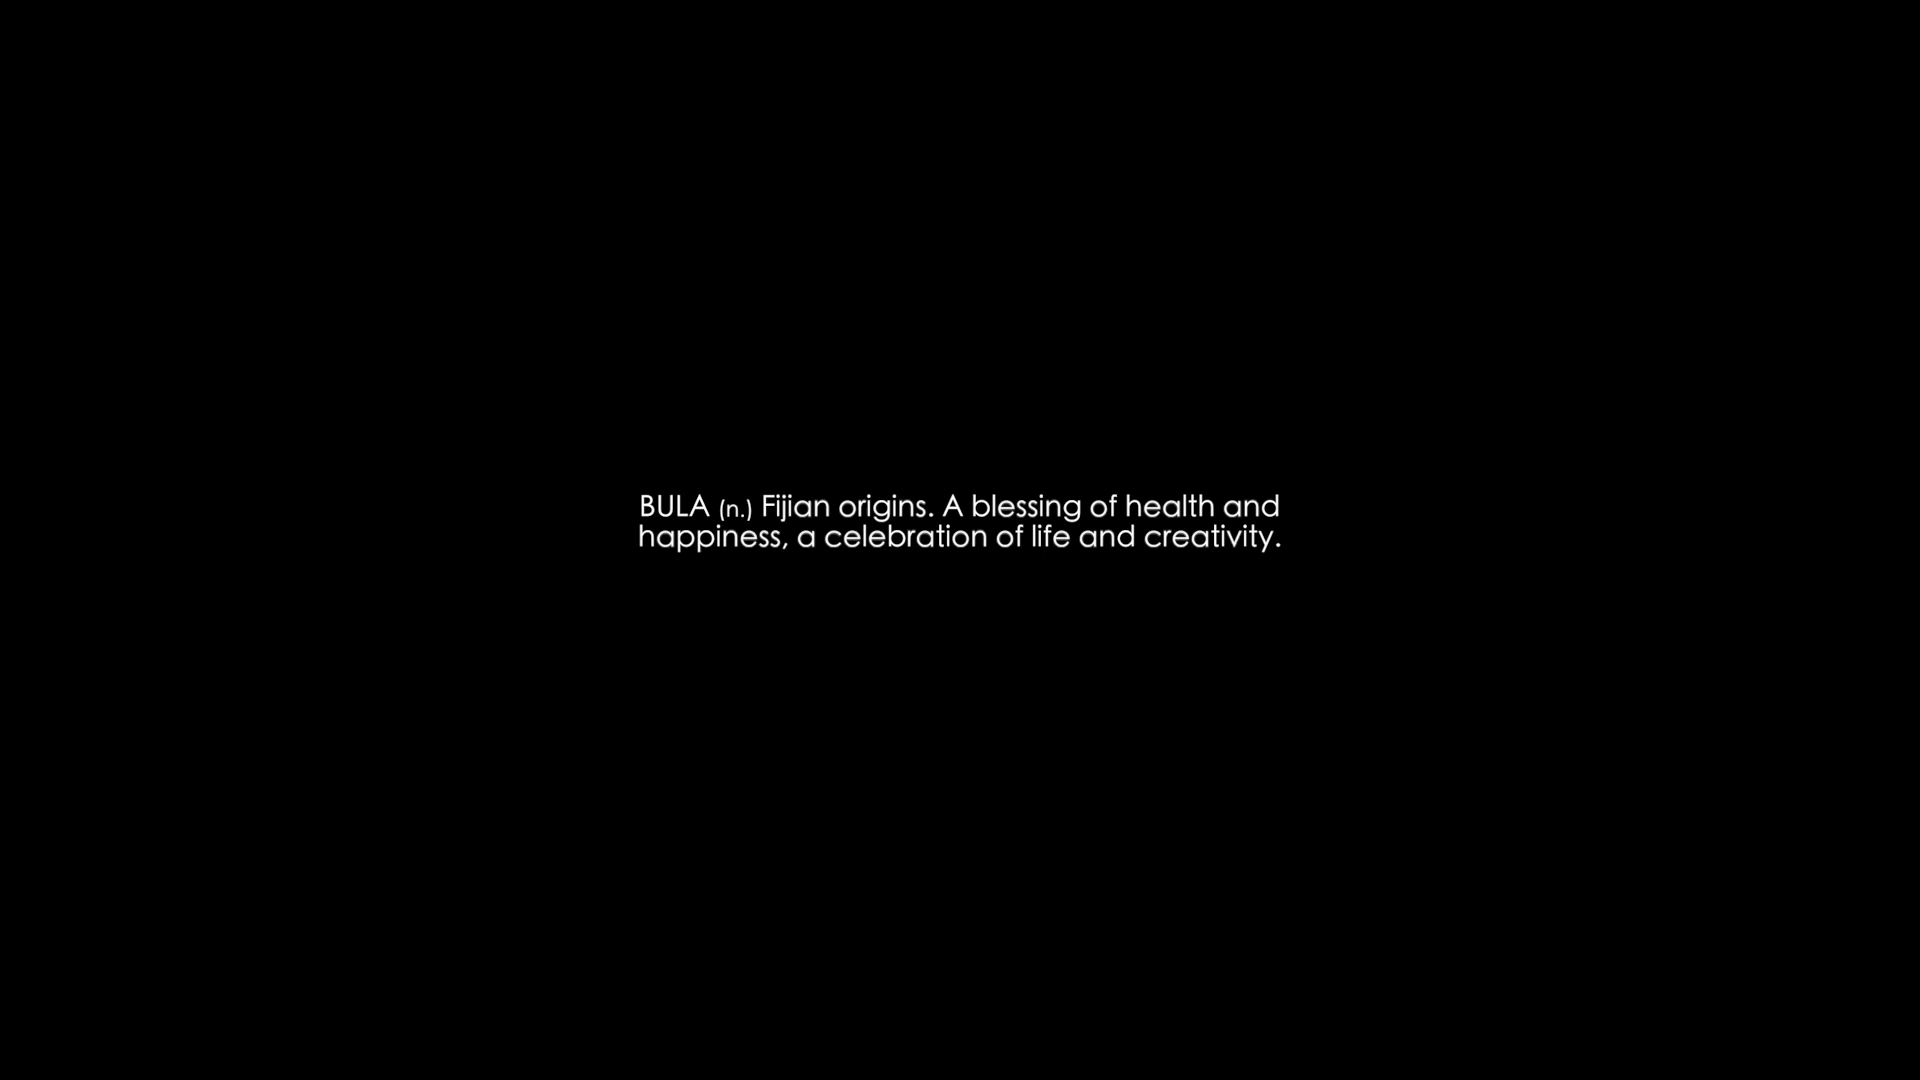 BULA (n.) Fijian origins. A blessing of health and
happiness, a celebration of life and creativity.